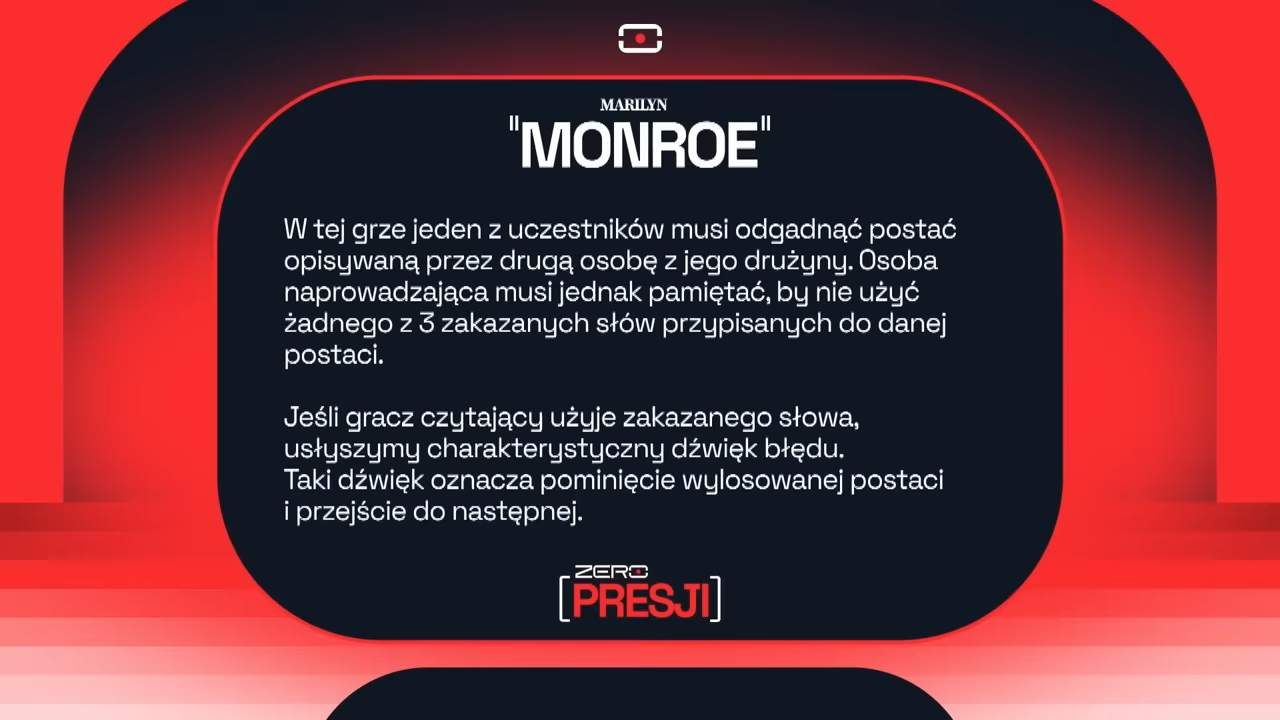 MARILYN
"MONROE"
W tej grze jeden z uczestników musi odgadnąć postać
opisywaną przez drugą osobę z jego drużyny. Osoba
naprowadzająca musi jednak pamiętać, by nie użyć
żadnego z 3 zakazanych słów przypisanych do danej
postaci.
Jeśli gracz czytający użyje zakazanego słowa,
usłyszymy charakterystyczny dźwięk błędu.
Taki dźwięk oznacza pominięcie wylosowanej postaci
i przejście do następnej.
ZERO
[PRESJI]